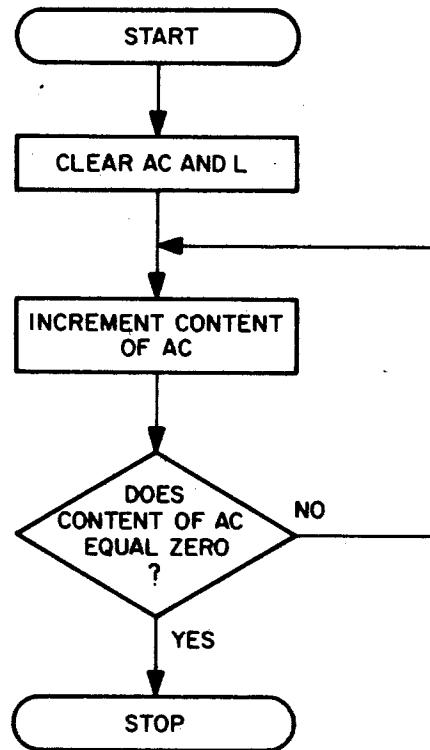 START
CLEAR AC AND L
INCREMENT CONTENT
OF AC
DOES
CONTENT OF AC
EQUAL ZERO
?
NO
YES
STOP